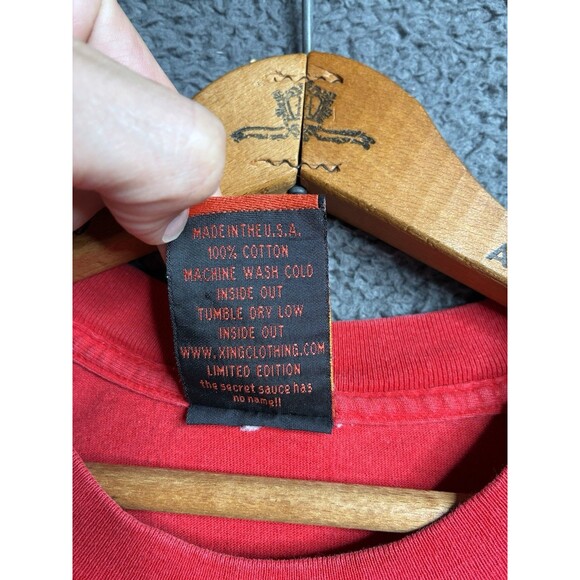 MADE IN THE U.S.A.
100% COTTON
MACHINE WASH COLD
INSIDE OUT
TUMBLE DRY LOW
INSIDE OUT
WWW.XINGCLOTHING.COM
LIMITED EDITION
the secret sauce has
no name!!